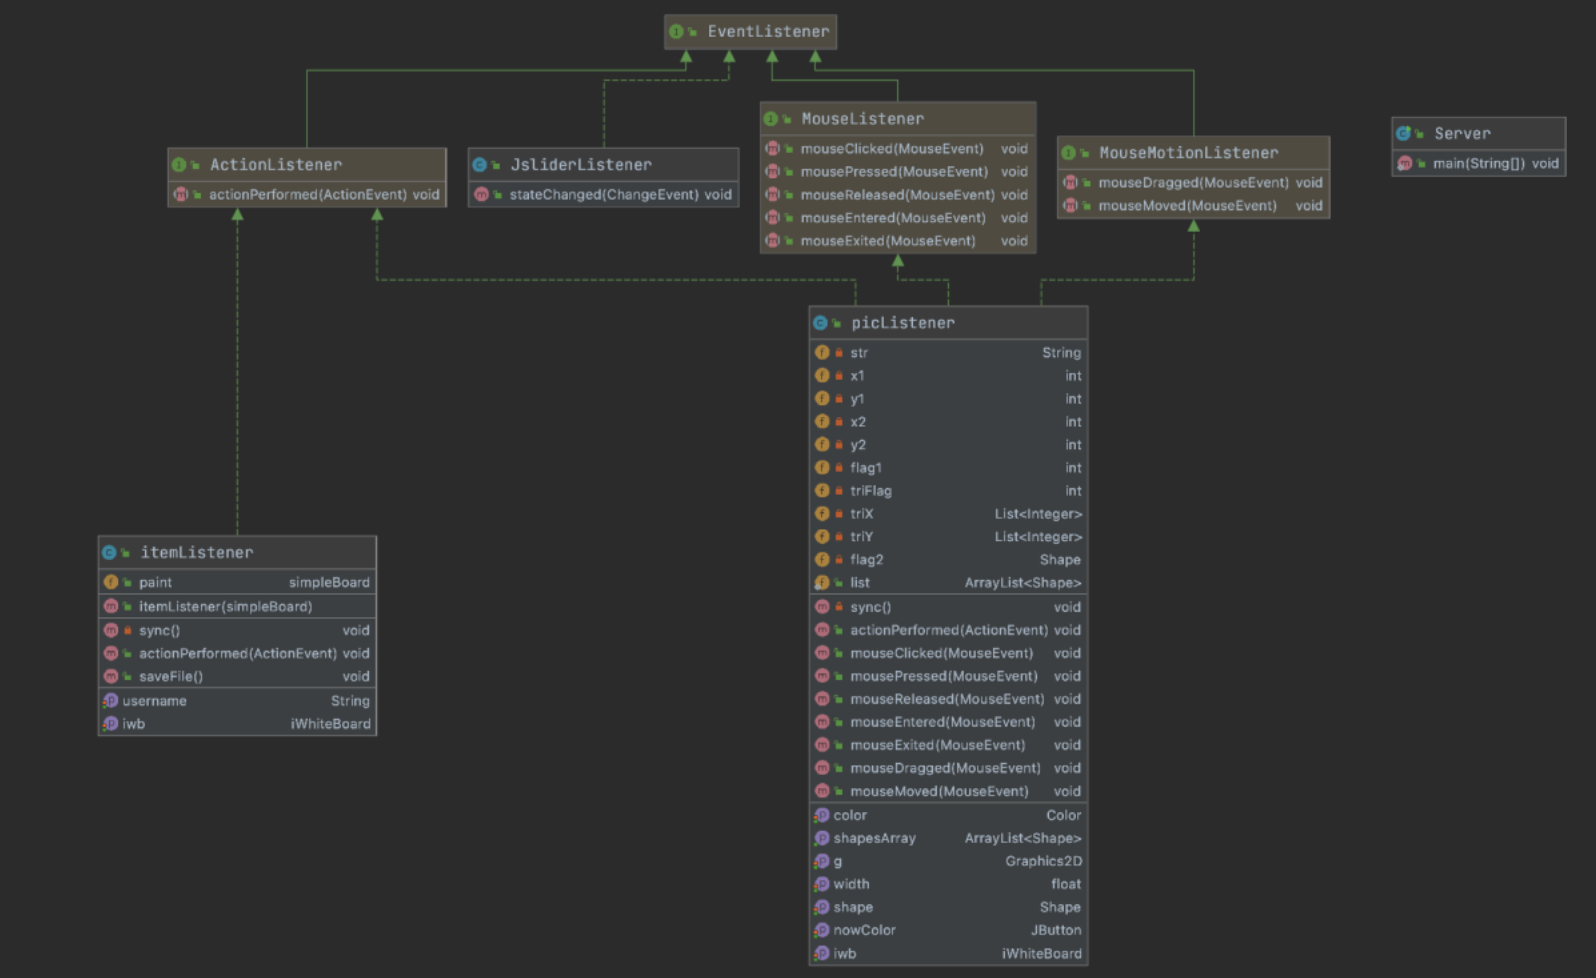 EventListener
ActionListener
actionPerformed(ActionEvent) void
JsliderListener
stateChanged(ChangeEvent) void
MouseListener
mouseClicked(MouseEvent) void
mousePressed(MouseEvent) void
mouseReleased(MouseEvent) void
mouseEntered(MouseEvent) void
mouseExited(MouseEvent) void
MouseMotionListener
mouseDragged(MouseEvent) void
mouseMoved(MouseEvent) void
Server
main(String[]) void
itemListener
paint simpleBoard
itemListener(simpleBoard)
sync() void
actionPerformed(ActionEvent) void
saveFile() void
username String
iwb iWhiteBoard
picListener
str String
x1 int
y1 int
x2 int
y2 int
flag1 int
triFlag int
triX List<Integer>
triY List<Integer>
flag2 Shape
list ArrayList<Shape>
sync() void
actionPerformed(ActionEvent) void
mouseClicked(MouseEvent) void
mousePressed(MouseEvent) void
mouseReleased(MouseEvent) void
mouseEntered(MouseEvent) void
mouseExited(MouseEvent) void
mouseDragged(MouseEvent) void
mouseMoved(MouseEvent) void
color Color
shapesArray ArrayList<Shape>
g Graphics2D
width float
shape Shape
nowColor JButton
iwb iWhiteBoard